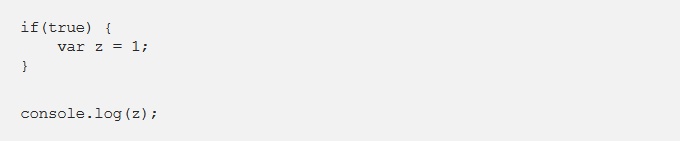 if(true) {
    var z = 1;
}
console.log(z);